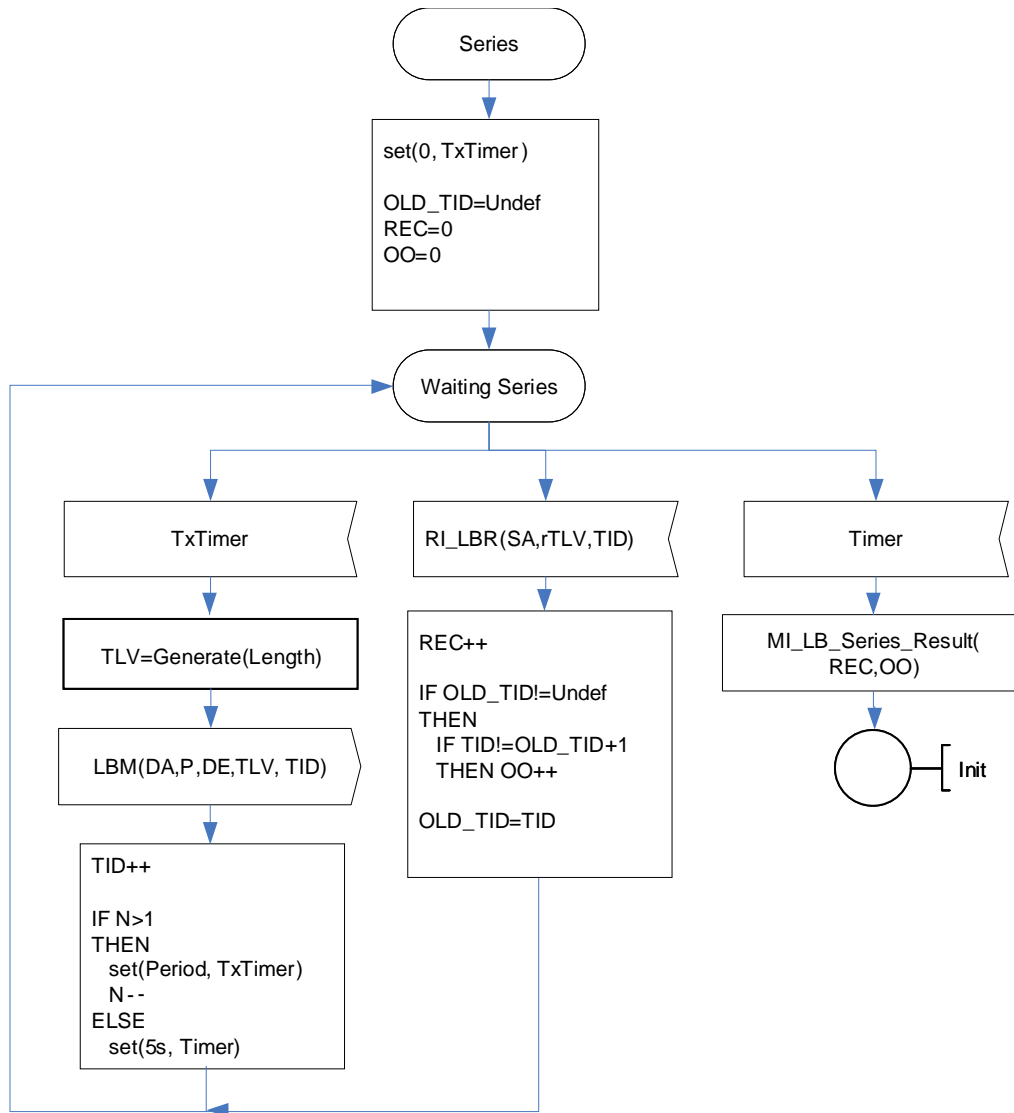 Series
set(0, TxTimer)
OLD_TID=Undef
REC=0
OO=0
Waiting Series
TxTimer
TLV=Generate(Length)
LBM(DA,P,DE,TLV, TID)
TID++
IF N>1
THEN
set(Period, TxTimer)
N--
ELSE
set(5s, Timer)
RI_LBR(SA,rTLV,TID)
REC++
IF OLD_TID!=Undef
THEN
IF TID!=OLD_TID+1
THEN OO++
OLD_TID=TID
Timer
MI_LB_Series_Result(
REC,OO)
Init